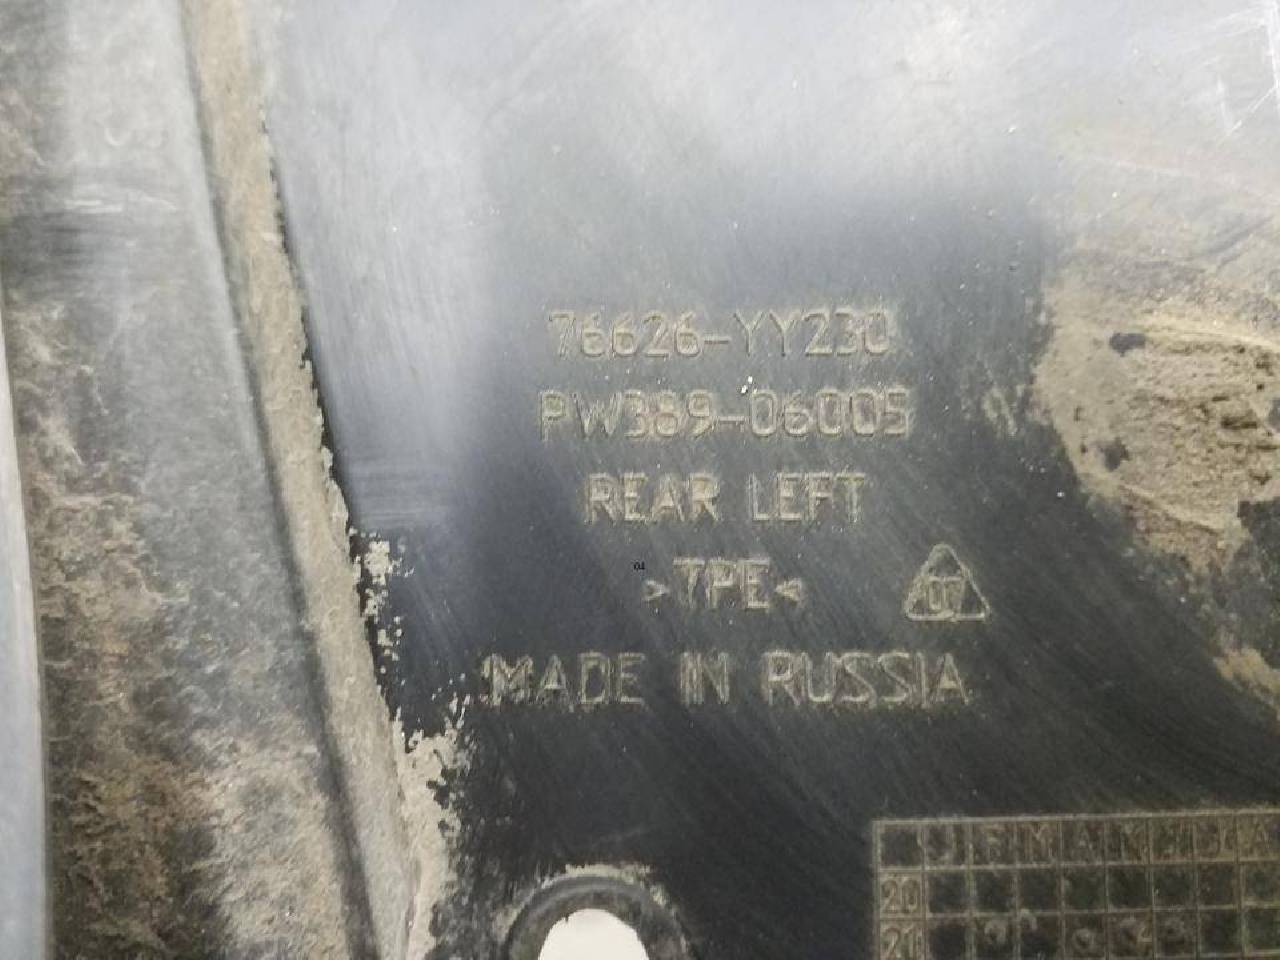 76626-YY230
PW389-06005
REAR LEFT
>TPE< 07
MADE IN RUSSIA
J F M A M J J A
20
21